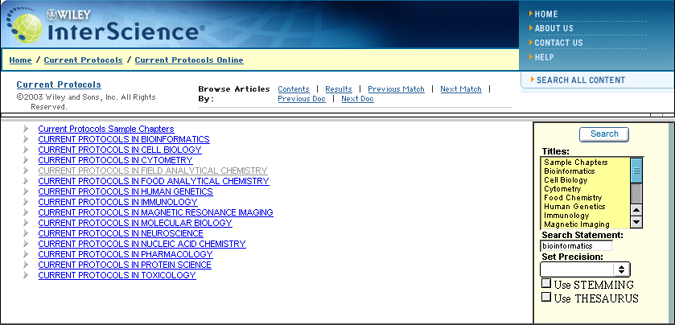 WILEY
InterScience®
HOME
ABOUT US
CONTACT US
HELP
SEARCH ALL CONTENT
Home / Current Protocols / Current Protocols Online
Current Protocols
©2003 Wiley and Sons, Inc. All Rights
Reserved.
Browse Articles By:
Contents | Results | Previous Match | Next Match |
Previous Doc | Next Doc
Current Protocols Sample Chapters
CURRENT PROTOCOLS IN BIOINFORMATICS
CURRENT PROTOCOLS IN CELL BIOLOGY
CURRENT PROTOCOLS IN CYTOMETRY
CURRENT PROTOCOLS IN FIELD ANALYTICAL CHEMISTRY
CURRENT PROTOCOLS IN FOOD ANALYTICAL CHEMISTRY
CURRENT PROTOCOLS IN HUMAN GENETICS
CURRENT PROTOCOLS IN IMMUNOLOGY
CURRENT PROTOCOLS IN MAGNETIC RESONANCE IMAGING
CURRENT PROTOCOLS IN MOLECULAR BIOLOGY
CURRENT PROTOCOLS IN NEUROSCIENCE
CURRENT PROTOCOLS IN NUCLEIC ACID CHEMISTRY
CURRENT PROTOCOLS IN PHARMACOLOGY
CURRENT PROTOCOLS IN PROTEIN SCIENCE
CURRENT PROTOCOLS IN TOXICOLOGY
Search
Titles:
Sample Chapters
Bioinformatics
Cell Biology
Cytometry
Food Chemistry
Human Genetics
Immunology
Magnetic Imaging
Search Statement:
bioinformatics
Set Precision:
Use STEMMING
Use THESAURUS